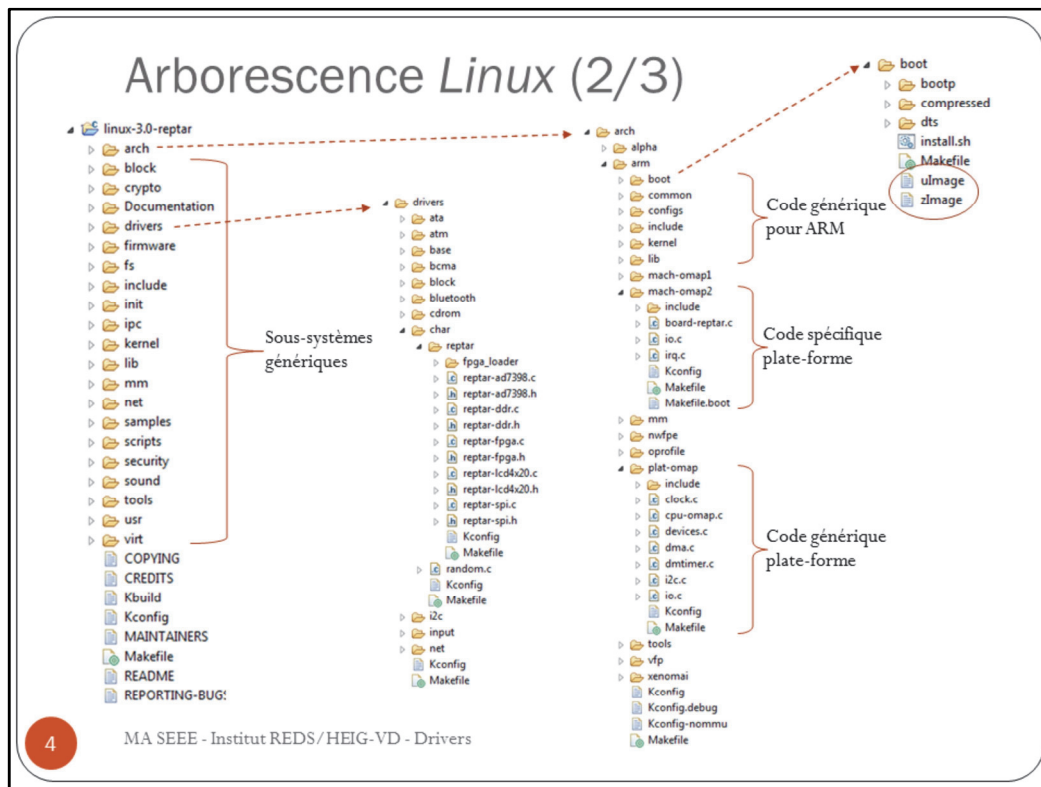 Arborescence Linux (2/3)
linux-3.0-reptar
arch
block
crypto
Documentation
drivers
firmware
fs
include
init
ipc
kernel
lib
mm
net
samples
scripts
security
sound
tools
usr
virt
COPYING
CREDITS
Kbuild
Kconfig
MAINTAINERS
Makefile
README
REPORTING-BUGS
Sous-systèmes
génériques
drivers
ata
atm
base
bcma
block
bluetooth
cdrom
char
reptar
fpga_loader
reptar-ad7398.c
reptar-ad7398.h
reptar-ddr.c
reptar-ddr.h
reptar-fpga.c
reptar-fpga.h
reptar-lcd4x20.c
reptar-lcd4x20.h
reptar-spi.c
reptar-spi.h
Kconfig
Makefile
random.c
Kconfig
Makefile
i2c
input
net
Kconfig
Makefile
arch
alpha
arm
boot
common
configs
include
kernel
lib
mach-omap1
mach-omap2
include
board-reptar.c
io.c
irq.c
Kconfig
Makefile
Makefile.boot
mm
nwfpe
oprofile
plat-omap
include
clock.c
cpu-omap.c
devices.c
dma.c
dmtimer.c
i2c.c
io.c
Kconfig
Makefile
tools
vfp
xenomai
Kconfig
Kconfig.debug
Kconfig-nommu
Makefile
Code générique
pour ARM
Code spécifique
plate-forme
Code générique
plate-forme
boot
bootp
compressed
dts
install.sh
Makefile
uImage
zImage
4
MA SEEE - Institut REDS/HEIG-VD - Drivers